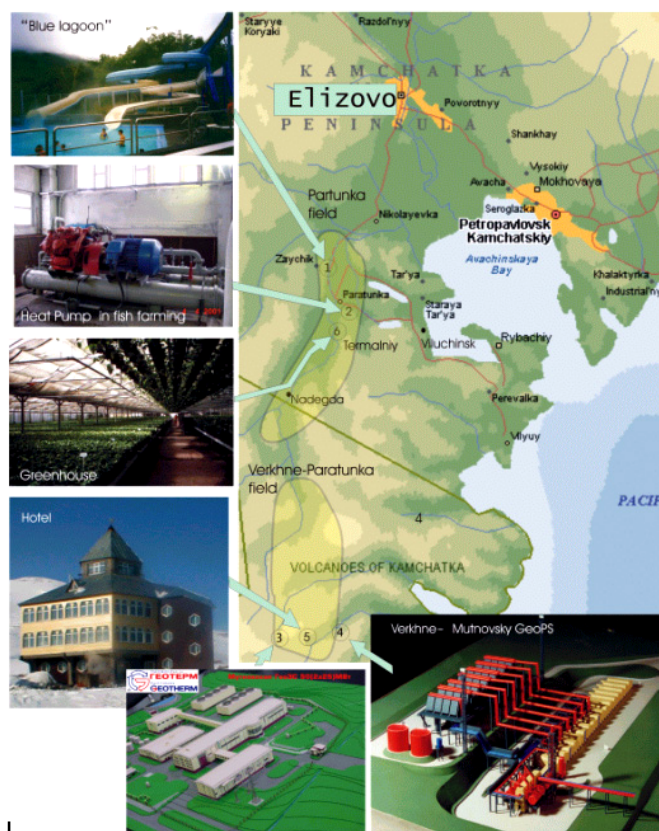 "Blue lagoon"
Staryye
Koryaki
Razdol'nyy
KAMCHATKA
Elizovo
PENINSULA
Povorotnyy
Shankhay
Vysokiy
Avacha
Mokhovaya
Seroglazka
Petropavlovsk
Kamchatskiy
Avachinskaya
Bay
Khalaktyrka
Industrial'ny
Partunka
field
Nikolayevka
Zaychik
1
Tar'ya
Paratunka
2
Staraya
Tar'ya
6
Termalniy
Viluchinsk
Rybachiy
Nadegda
Perevalka
Vilyuy
Heat Pump in fish farming
2001
Greenhouse
Verkhne-Paratunka
field
PACIF
4
VOLCANOES OF KAMCHATKA
Hotel
3
5
4
Verkhne- Mutnovsky GeoPS
ГЕОТЕРМ
GEOTHERM